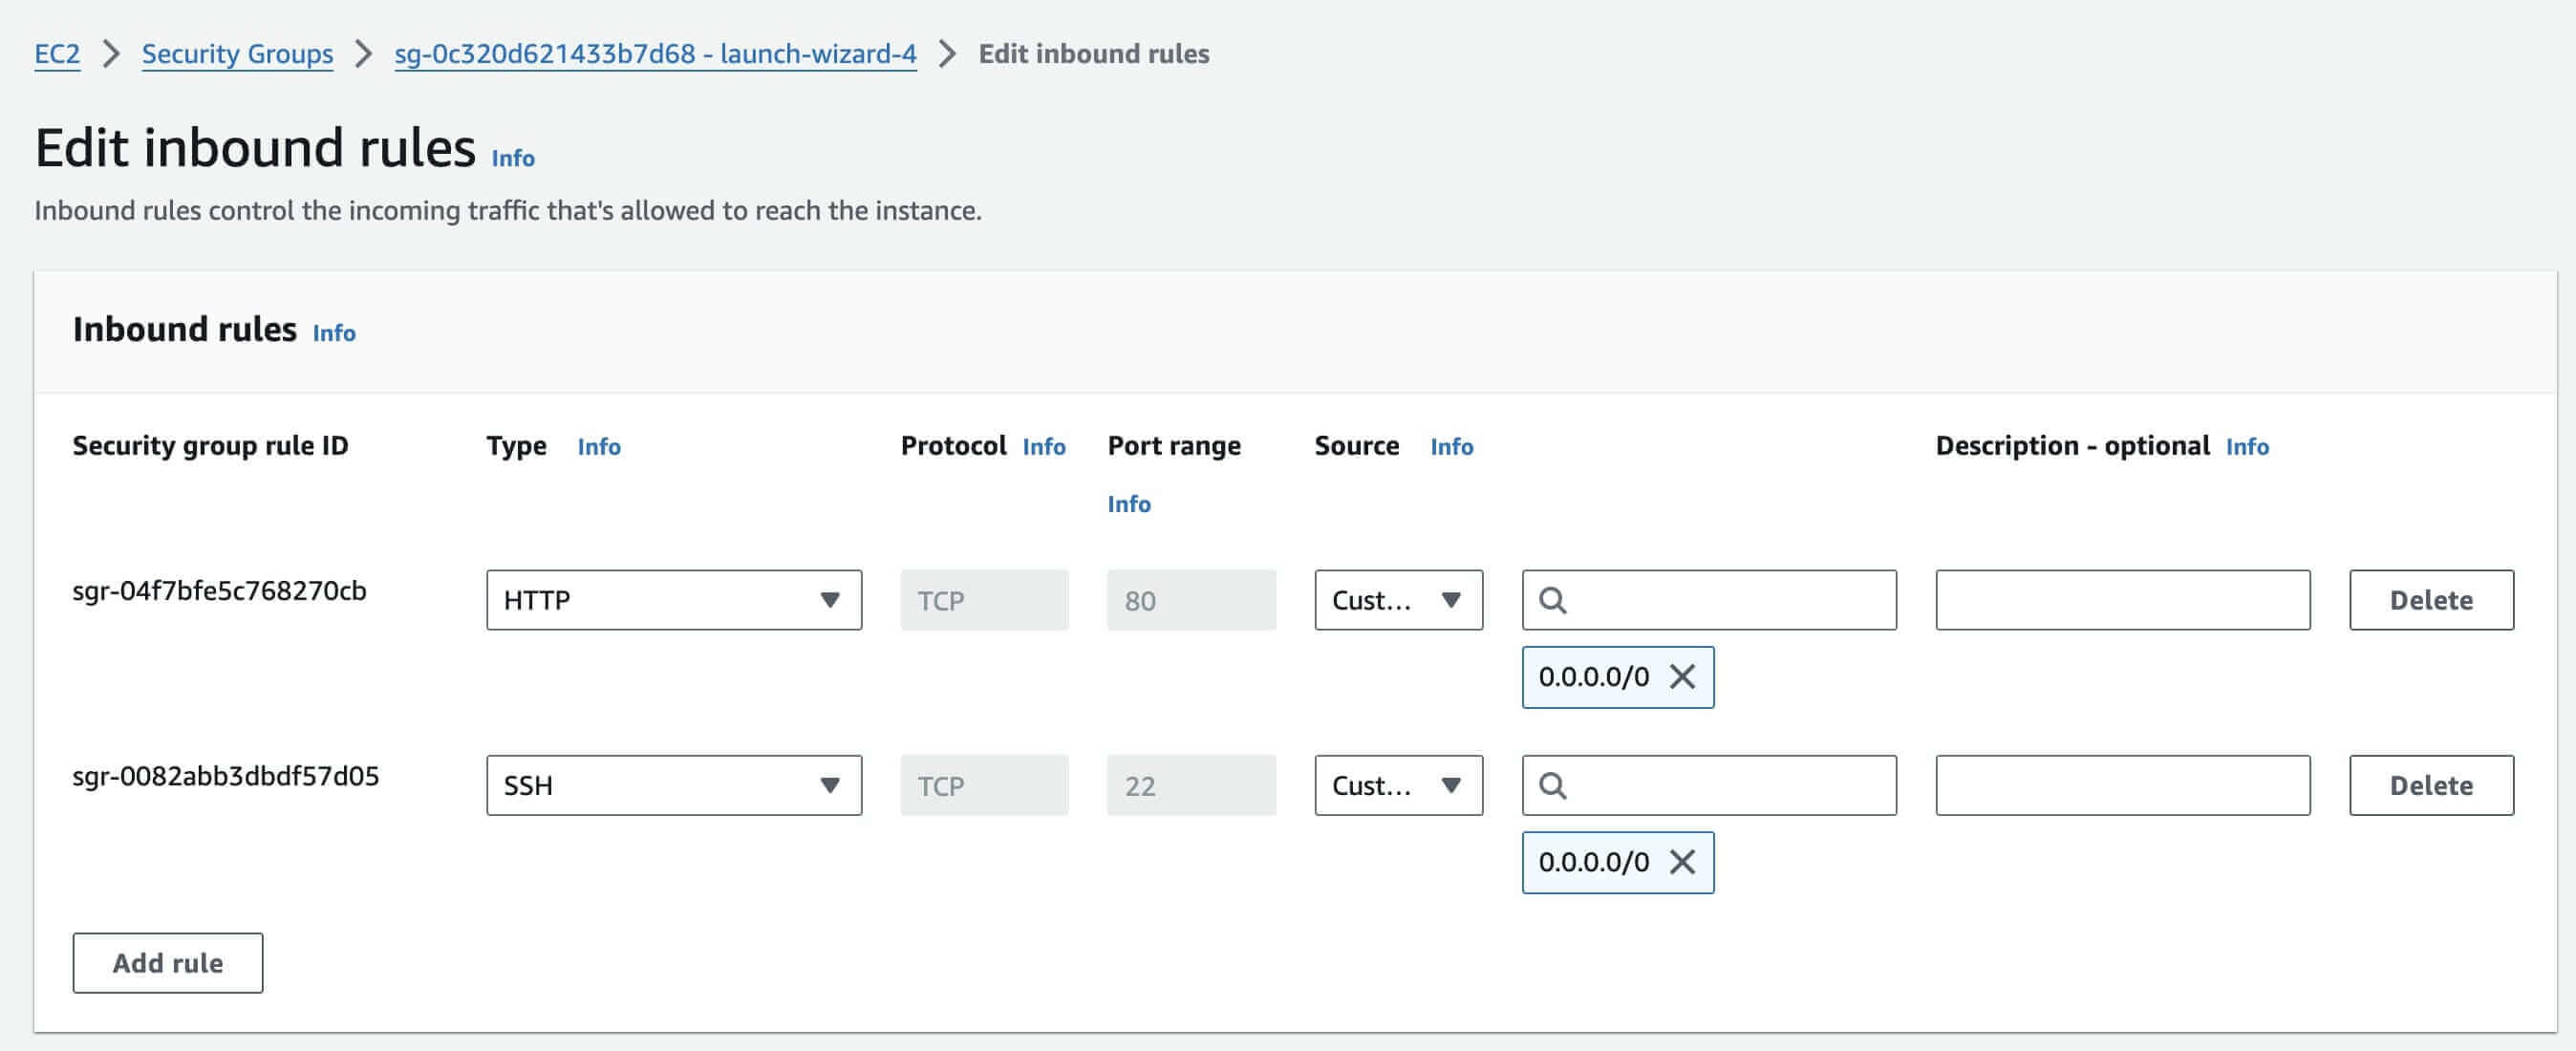 EC2 > Security Groups > sg-0c320d621433b7d68 - launch-wizard-4 > Edit inbound rules
Edit inbound rules Info
Inbound rules control the incoming traffic that's allowed to reach the instance.
Inbound rules Info
Security group rule ID Type Info Protocol Info Port range Source Info Description - optional Info
Info
sgr-04f7bfe5c768270cb HTTP TCP 80 Cust... Delete
0.0.0.0/0
sgr-0082abb3dbdf57d05 SSH TCP 22 Cust... Delete
0.0.0.0/0
Add rule